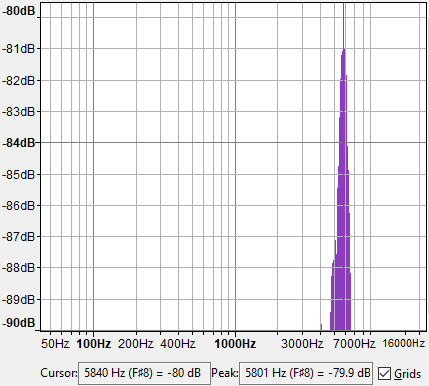 -80dB
-81dB
-82dB
-83dB
-84dB
-85dB
-86dB
-87dB
-88dB
-89dB
-90dB
50Hz 100Hz 200Hz 400Hz 1000Hz 3000Hz 7000Hz 16000Hz
Cursor: 5840 Hz (F♯8) = -80 dB Peak: 5801 Hz (F♯8) = -79.9 dB Grids